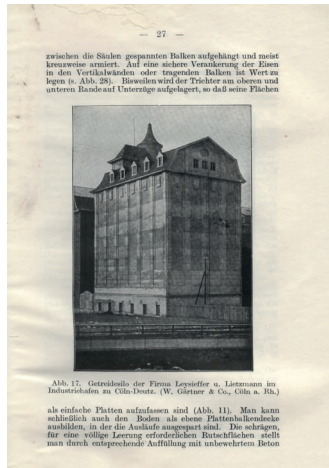 — 27 —
zwischen die Säulen gespannten Balken aufgehängt und meist
kreuzweise armiert. Auf eine sichere Verankerung der Eisen
in den Vertikalwänden oder tragenden Balken ist Wert zu
legen (s. Abb. 28). Bisweilen wird der Trichter am oberen und
unteren Rande auf Unterzüge aufgelagert, so daß seine Flächen
Abb. 17. Getreidesilo der Firma Leysieffer u. Lietzmann im
Industriehafen zu Cöln-Deutz. (W. Gärtner & Co., Cöln a. Rh.)
als einfache Platten aufzufassen sind (Abb. 11). Man kann
schließlich auch den Boden als ebene Plattenbalkendecke
ausbilden, in der die Ausläufe ausgespart sind. Die schrägen,
für eine völlige Leerung erforderlichen Rutschflächen stellt
man durch entsprechende Auffüllung mit unbewehrtem Beton